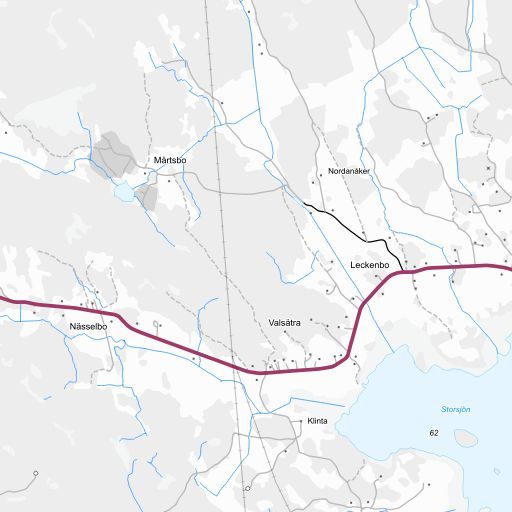 Mårtsbo
Nordanåker
Leckenbo
Valsätra
Nässelbo
Storsjön
Klinta
62